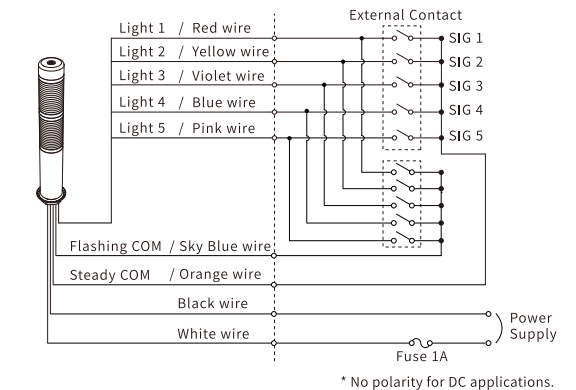 External Contact
Light 1 / Red wire
SIG 1
Light 2 / Yellow wire
SIG 2
Light 3 / Violet wire
SIG 3
Light 4 / Blue wire
SIG 4
Light 5 / Pink wire
SIG 5
Flashing COM / Sky Blue wire
Steady COM / Orange wire
Black wire
Power
Supply
White wire
Fuse 1A
* No polarity for DC applications.